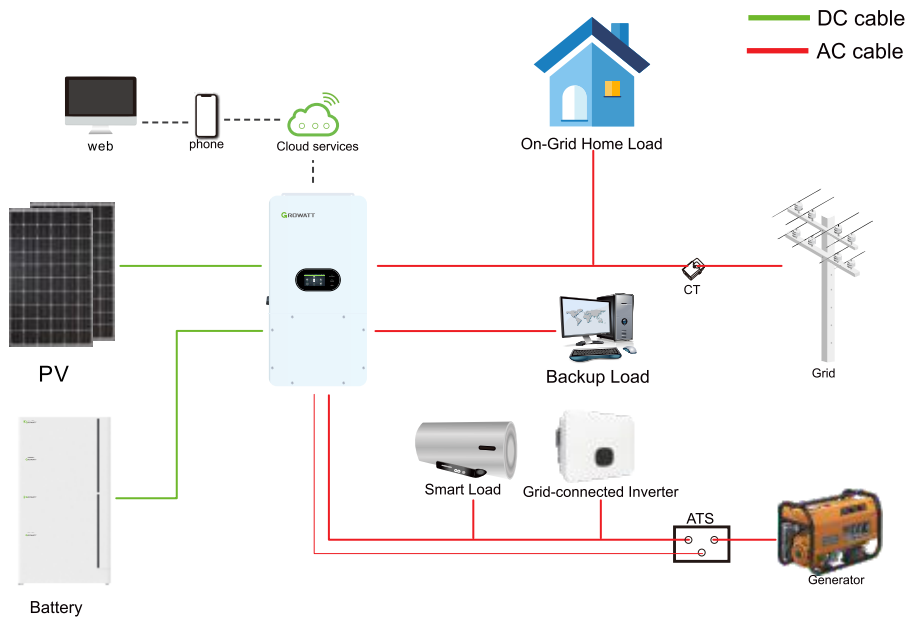 DC cable
AC cable
web
phone
Cloud services
On-Grid Home Load
GROWATT
CT
PV
Backup Load
Grid
Smart Load
Grid-connected Inverter
ATS
Generator
Battery